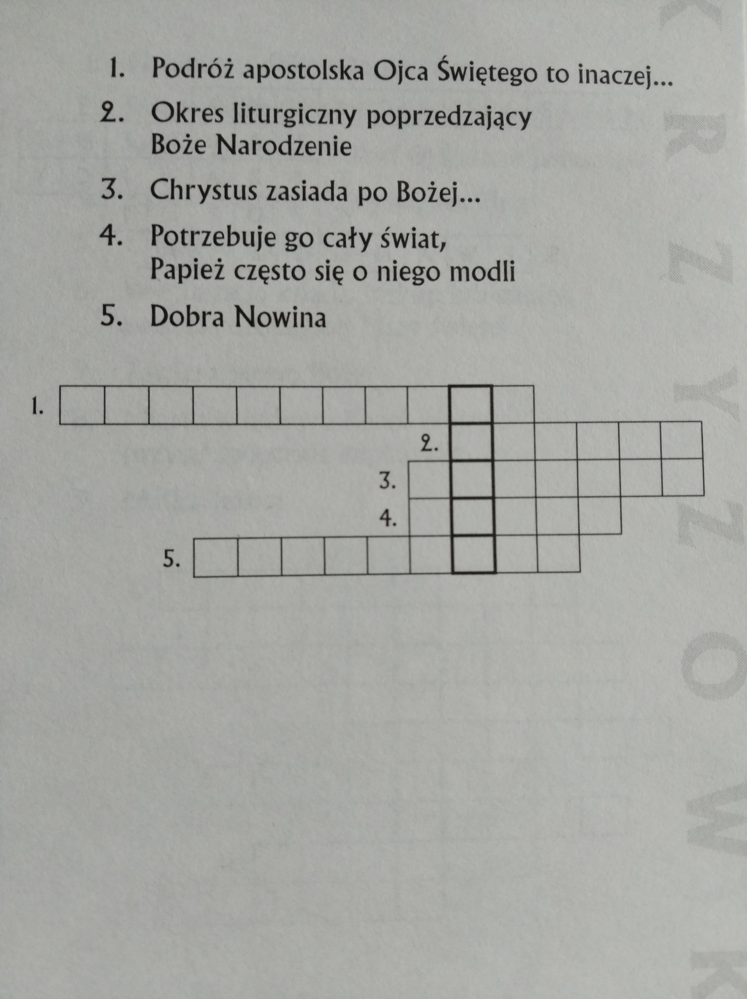 1. Podróż apostolska Ojca Świętego to inaczej...
2. Okres liturgiczny poprzedzający
Boże Narodzenie
3. Chrystus zasiada po Bożej...
4. Potrzebuje go cały świat,
Papież często się o niego modli
5. Dobra Nowina
1.
2.
3.
4.
5.
KRZYZOWK